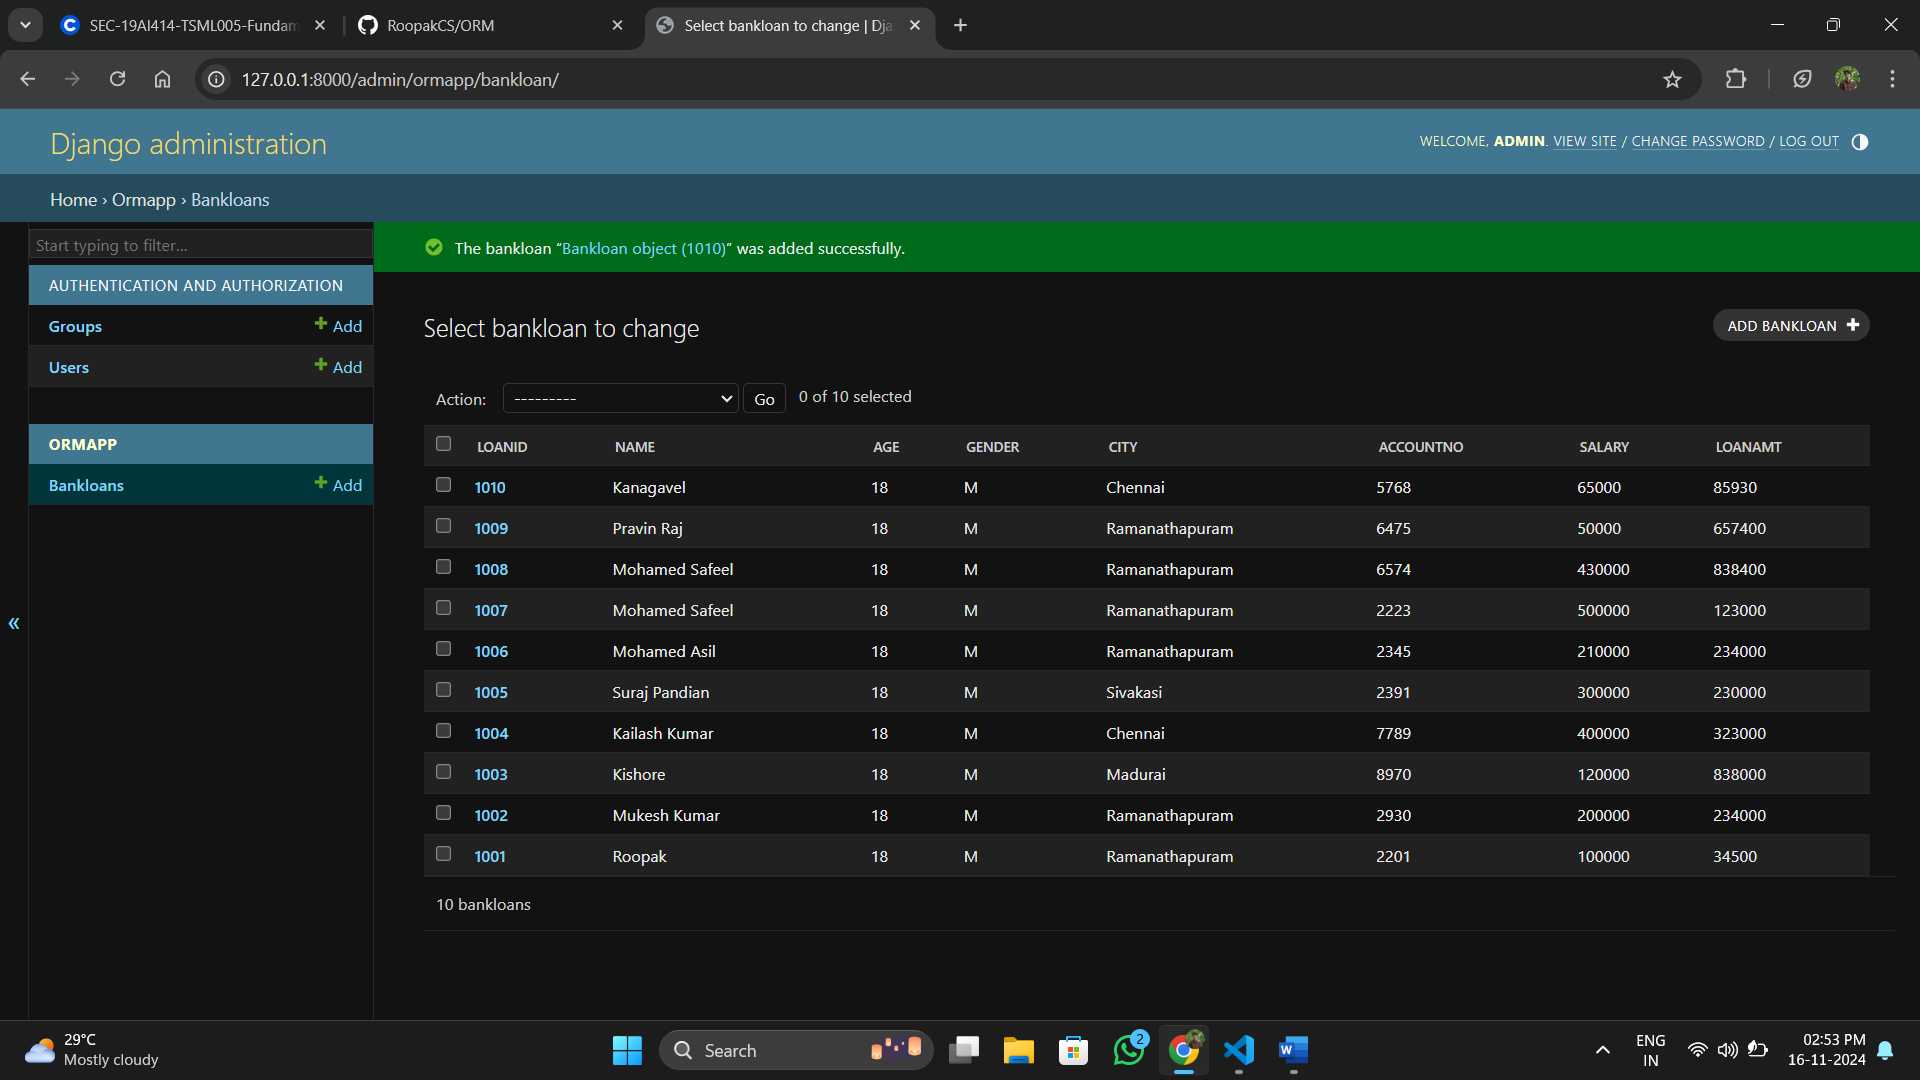 SEC-19AI414-TSML005-Fundam
RoopakCS/ORM
Select bankloan to change | Dja
127.0.0.1:8000/admin/ormapp/bankloan/
Django administration
WELCOME, ADMIN. VIEW SITE / CHANGE PASSWORD / LOG OUT
Home › Ormapp › Bankloans
Start typing to filter...
AUTHENTICATION AND AUTHORIZATION
Groups + Add
Users + Add
ORMAPP
Bankloans + Add
«
The bankloan “Bankloan object (1010)” was added successfully.
Select bankloan to change
ADD BANKLOAN +
Action: --------- Go 0 of 10 selected
LOANID NAME AGE GENDER CITY ACCOUNTNO SALARY LOANAMT
1010 Kanagavel 18 M Chennai 5768 65000 85930
1009 Pravin Raj 18 M Ramanathapuram 6475 50000 657400
1008 Mohamed Safeel 18 M Ramanathapuram 6574 430000 838400
1007 Mohamed Safeel 18 M Ramanathapuram 2223 500000 123000
1006 Mohamed Asil 18 M Ramanathapuram 2345 210000 234000
1005 Suraj Pandian 18 M Sivakasi 2391 300000 230000
1004 Kailash Kumar 18 M Chennai 7789 400000 323000
1003 Kishore 18 M Madurai 8970 120000 838000
1002 Mukesh Kumar 18 M Ramanathapuram 2930 200000 234000
1001 Roopak 18 M Ramanathapuram 2201 100000 34500
10 bankloans
29°C
Mostly cloudy
Search
2
ENG
IN
02:53 PM
16-11-2024